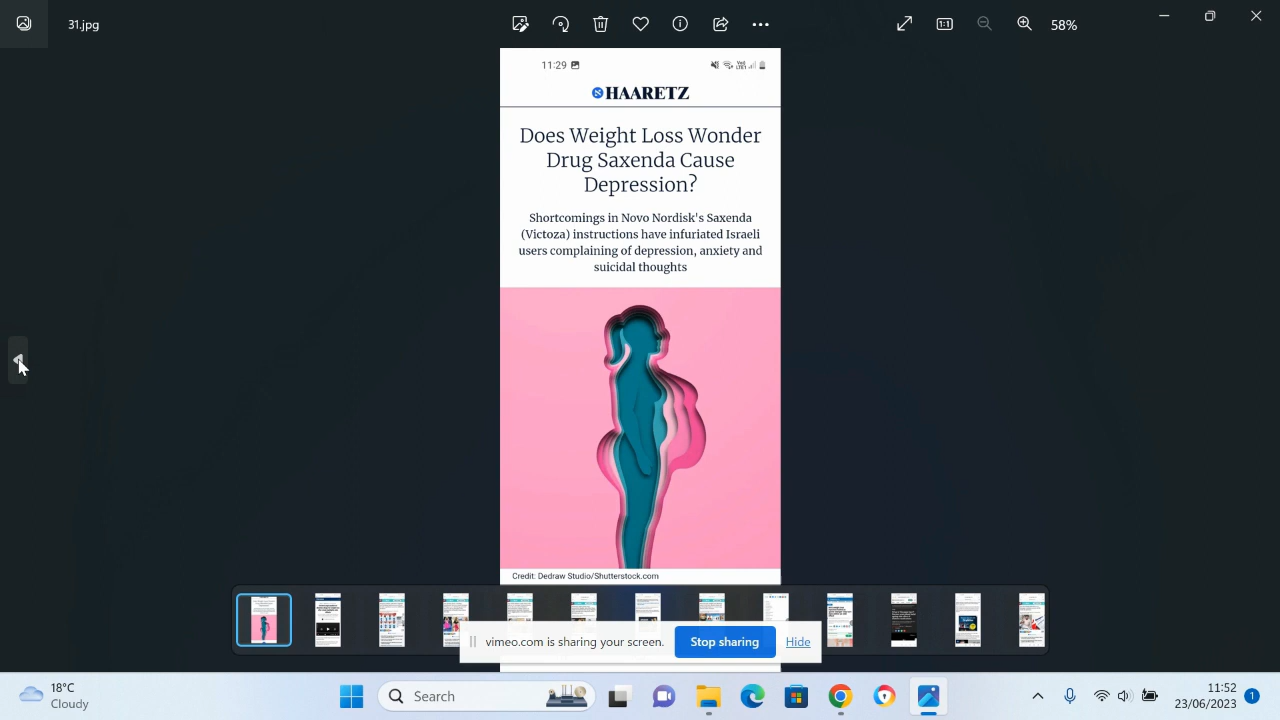 31.jpg
58%
11:29
HAARETZ
Does Weight Loss Wonder
Drug Saxenda Cause
Depression?
Shortcomings in Novo Nordisk's Saxenda
(Victoza) instructions have infuriated Israeli
users complaining of depression, anxiety and
suicidal thoughts
Credit: Dedraw Studio/Shutterstock.com
vimeo.com is sharing your screen.
Stop sharing
Hide
18°C
Cloudy
Search
11:52
23/06/2023
1